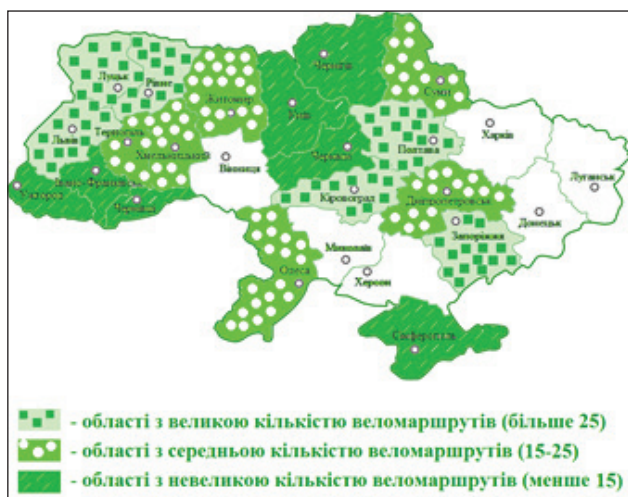 Чернігів
Суми
Луцьк
Рівне
Житомир
Київ
Харків
Львів
Тернопіль
Хмельницький
Черкаси
Полтава
Вінниця
Луганськ
Ужгород
Івано-Франківськ
Чернівці
Кіровоград
Дніпропетровськ
Донецьк
Запоріжжя
Миколаїв
Одеса
Херсон
Сімферополь
- області з великою кількістю веломаршрутів (більше 25)
- області з середньою кількістю веломаршрутів (15-25)
- області з невеликою кількістю веломаршрутів (менше 15)